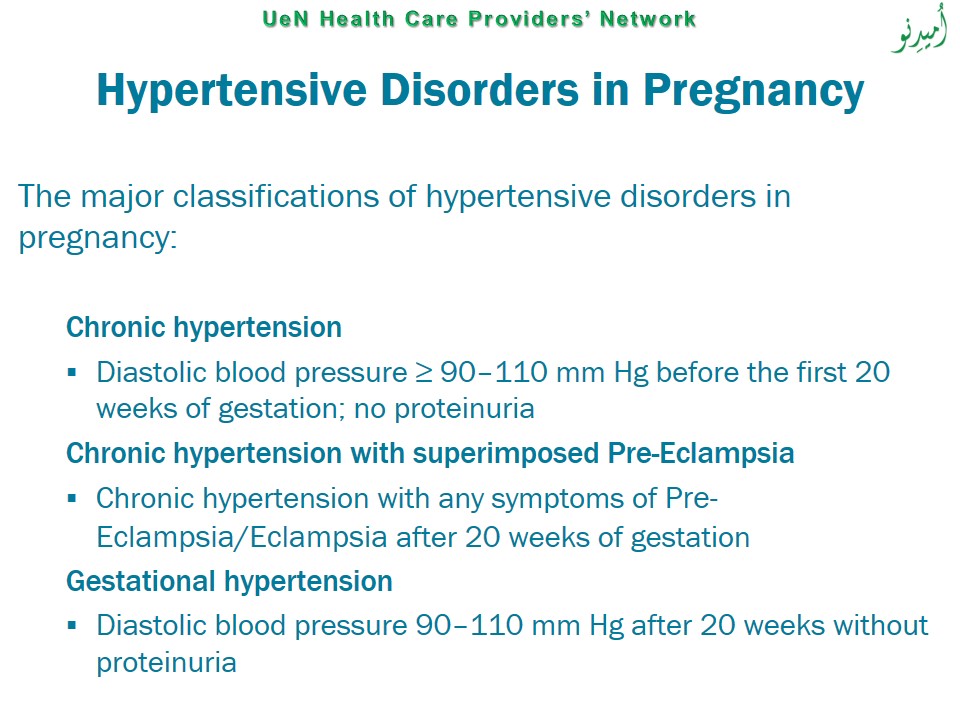 UeN Health Care Providers’ Network
اُمیدِنو
Hypertensive Disorders in Pregnancy
The major classifications of hypertensive disorders in
pregnancy:
Chronic hypertension
▪ Diastolic blood pressure ≥ 90–110 mm Hg before the first 20
weeks of gestation; no proteinuria
Chronic hypertension with superimposed Pre-Eclampsia
▪ Chronic hypertension with any symptoms of Pre-
Eclampsia/Eclampsia after 20 weeks of gestation
Gestational hypertension
▪ Diastolic blood pressure 90–110 mm Hg after 20 weeks without
proteinuria